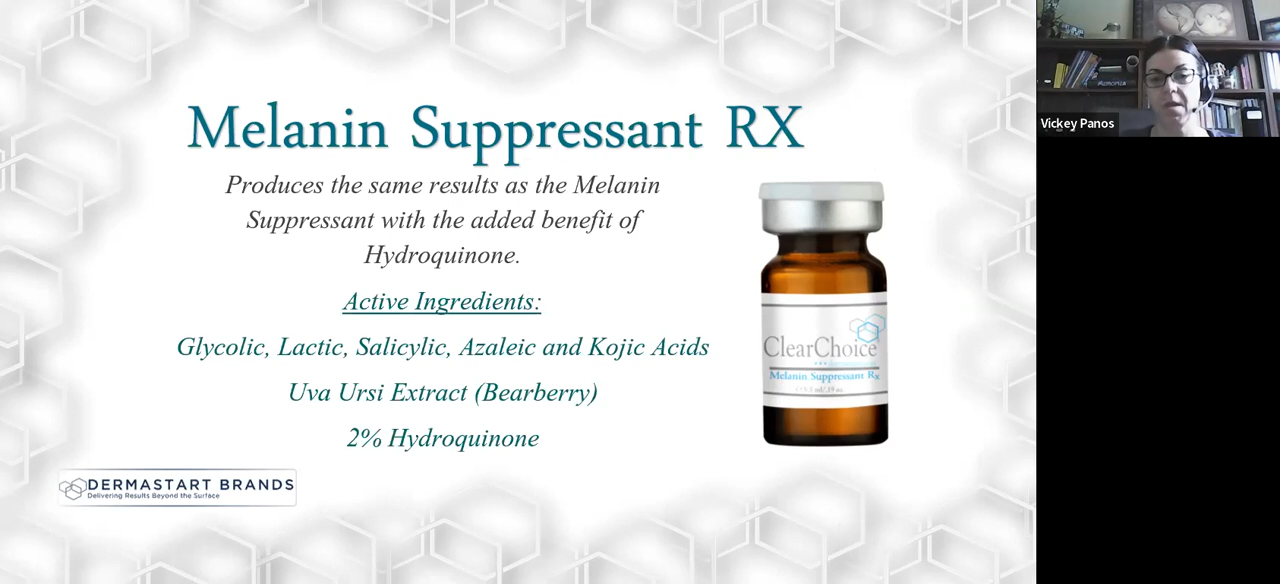 Melanin Suppressant RX
Produces the same results as the Melanin
Suppressant with the added benefit of
Hydroquinone.
Active Ingredients:
Glycolic, Lactic, Salicylic, Azaleic and Kojic Acids
Uva Ursi Extract (Bearberry)
2% Hydroquinone
ClearChoice
Melanin Suppressant Rx
DERMASTART BRANDS
Delivering Results Beyond the Surface
Memories
Vickey Panos